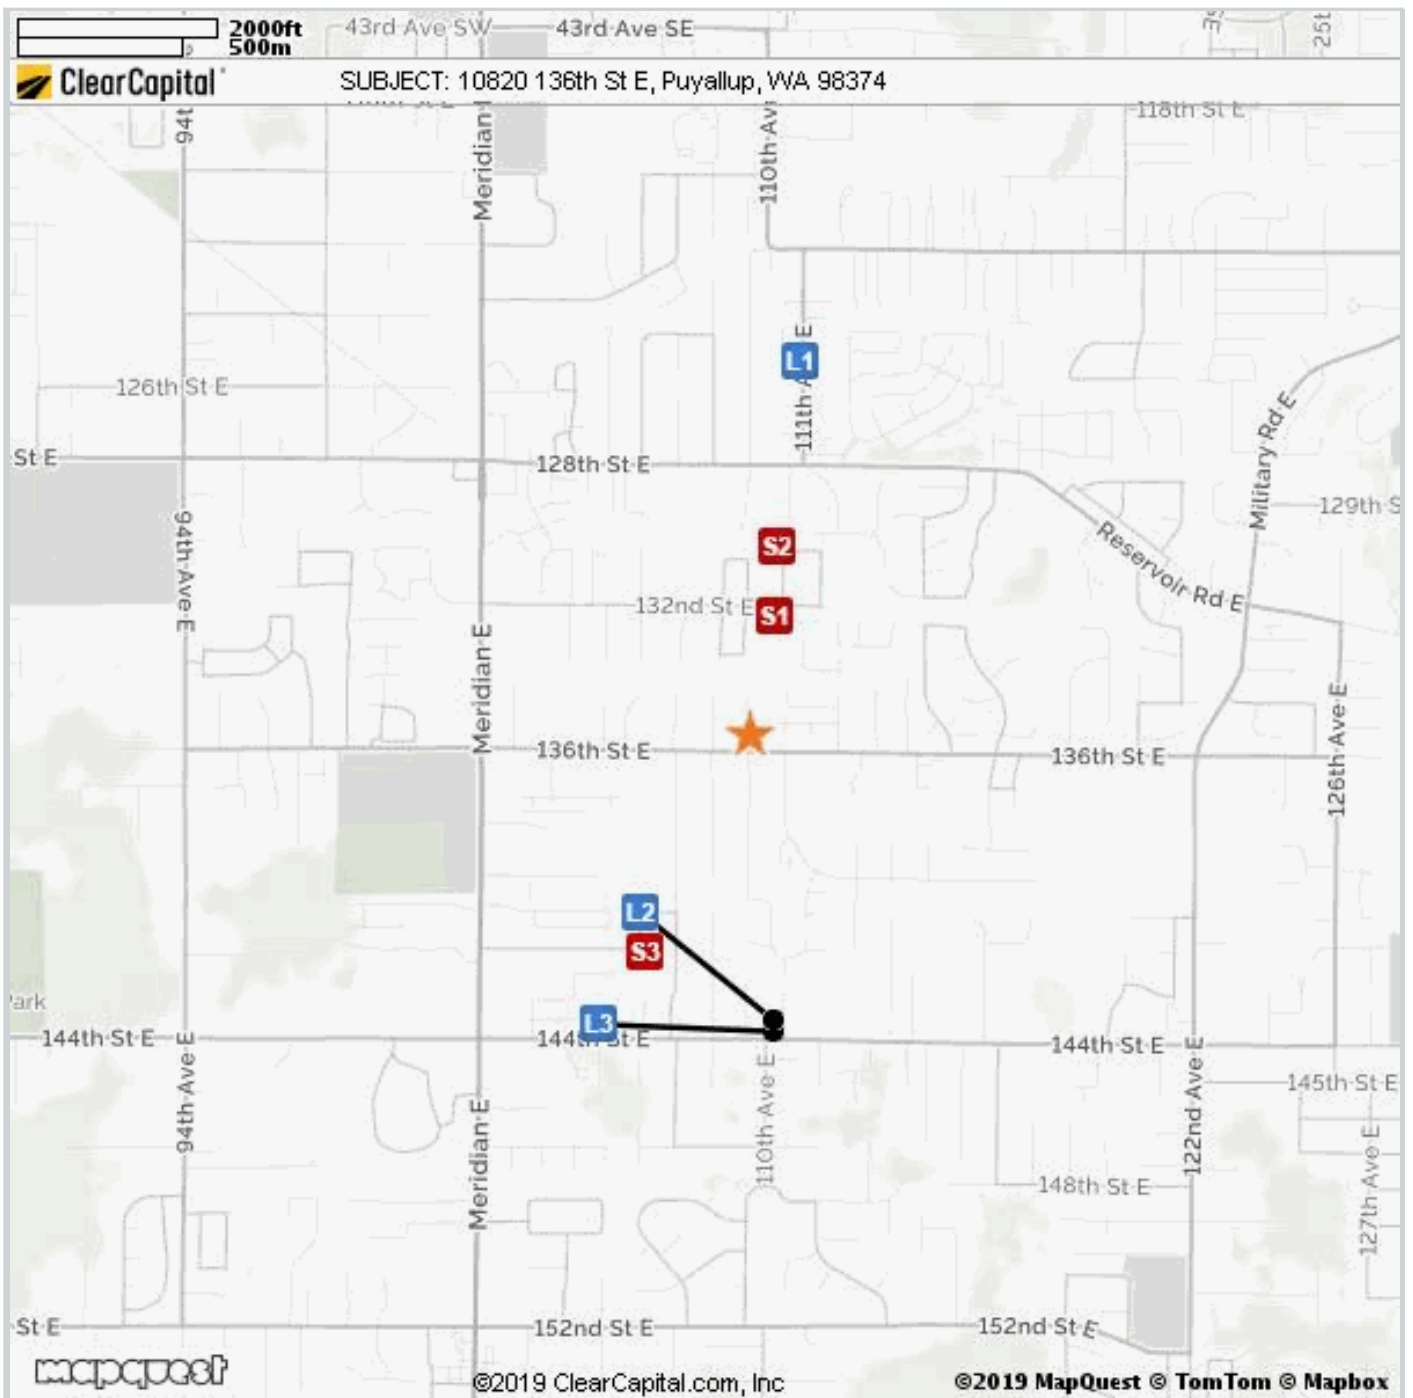 2000ft
500m
43rd Ave SW
43rd Ave SE
ClearCapital
SUBJECT: 10820 136th St E, Puyallup, WA 98374
118th St E
94t
Meridian
110th Av
E
L1
111th A
126th St E
Military Rd E
St E
128th St E
129th S
94th Ave E
S2
Reservoir Rd E
132nd St E
S1
Meridian E
126th Ave E
136th St E
136th St E
L2
S3
ark
L3
144th St E
144th St E
144th St E
94th Ave E
110th Ave E
122nd Ave E
145th St E
Meridian E
127th Ave E
148th St E
St E
152nd St E
152nd St E
mapquest
©2019 ClearCapital.com, Inc
©2019 MapQuest © TomTom © Mapbox